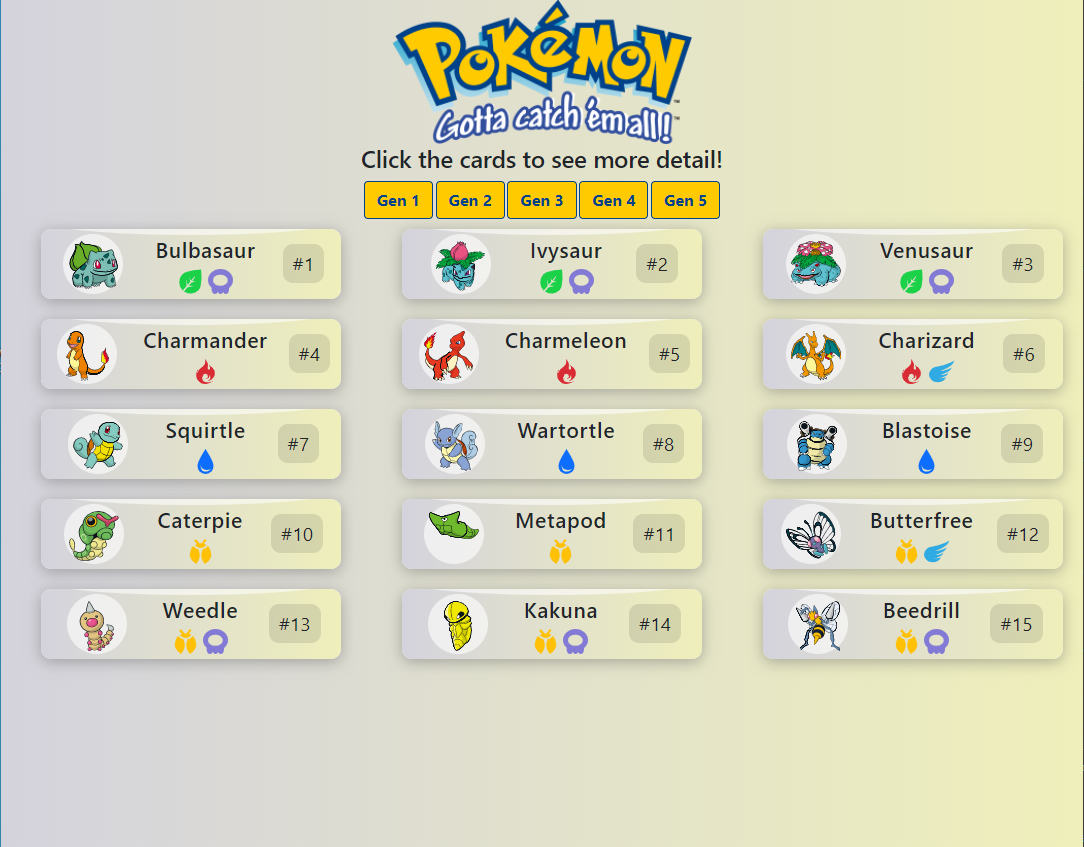 POKéMON
™
Gotta catch 'em all!
™
Click the cards to see more detail!
Gen 1 Gen 2 Gen 3 Gen 4 Gen 5
Bulbasaur #1 Ivysaur #2 Venusaur #3
Charmander #4 Charmeleon #5 Charizard #6
Squirtle #7 Wartortle #8 Blastoise #9
Caterpie #10 Metapod #11 Butterfree #12
Weedle #13 Kakuna #14 Beedrill #15